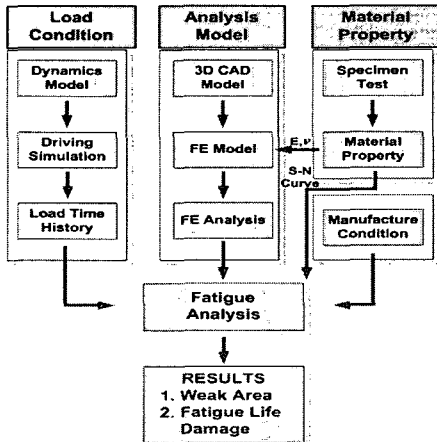 Load
Condition
Analysis
Model
Material
Property
Dynamics
Model
Driving
Simulation
Load Time
History
3D CAD
Model
FE Model
FE Analysis
Specimen
Test
E,ν
Material
Property
S-N
Curve
Manufacture
Condition
Fatigue
Analysis
RESULTS
1. Weak Area
2. Fatigue Life
Damage